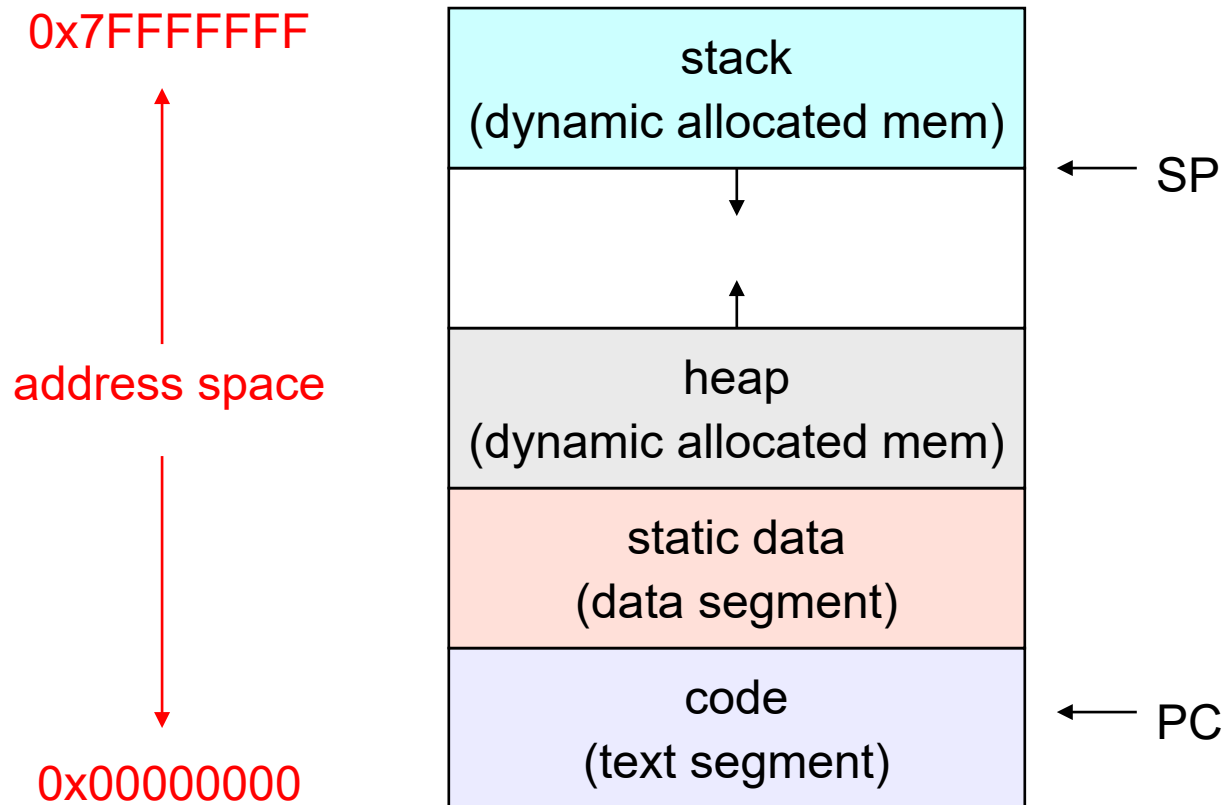 0x7FFFFFFF
stack
(dynamic allocated mem)
SP
heap
(dynamic allocated mem)
address space
static data
(data segment)
code
(text segment)
PC
0x00000000